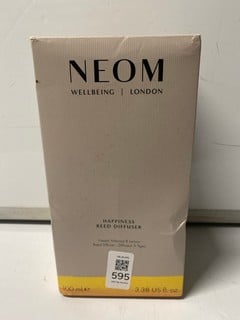 NEOM
WELLBEING | LONDON
HAPPINESS
REED DIFFUSER
595
100 ml e
3.38 US fl. oz